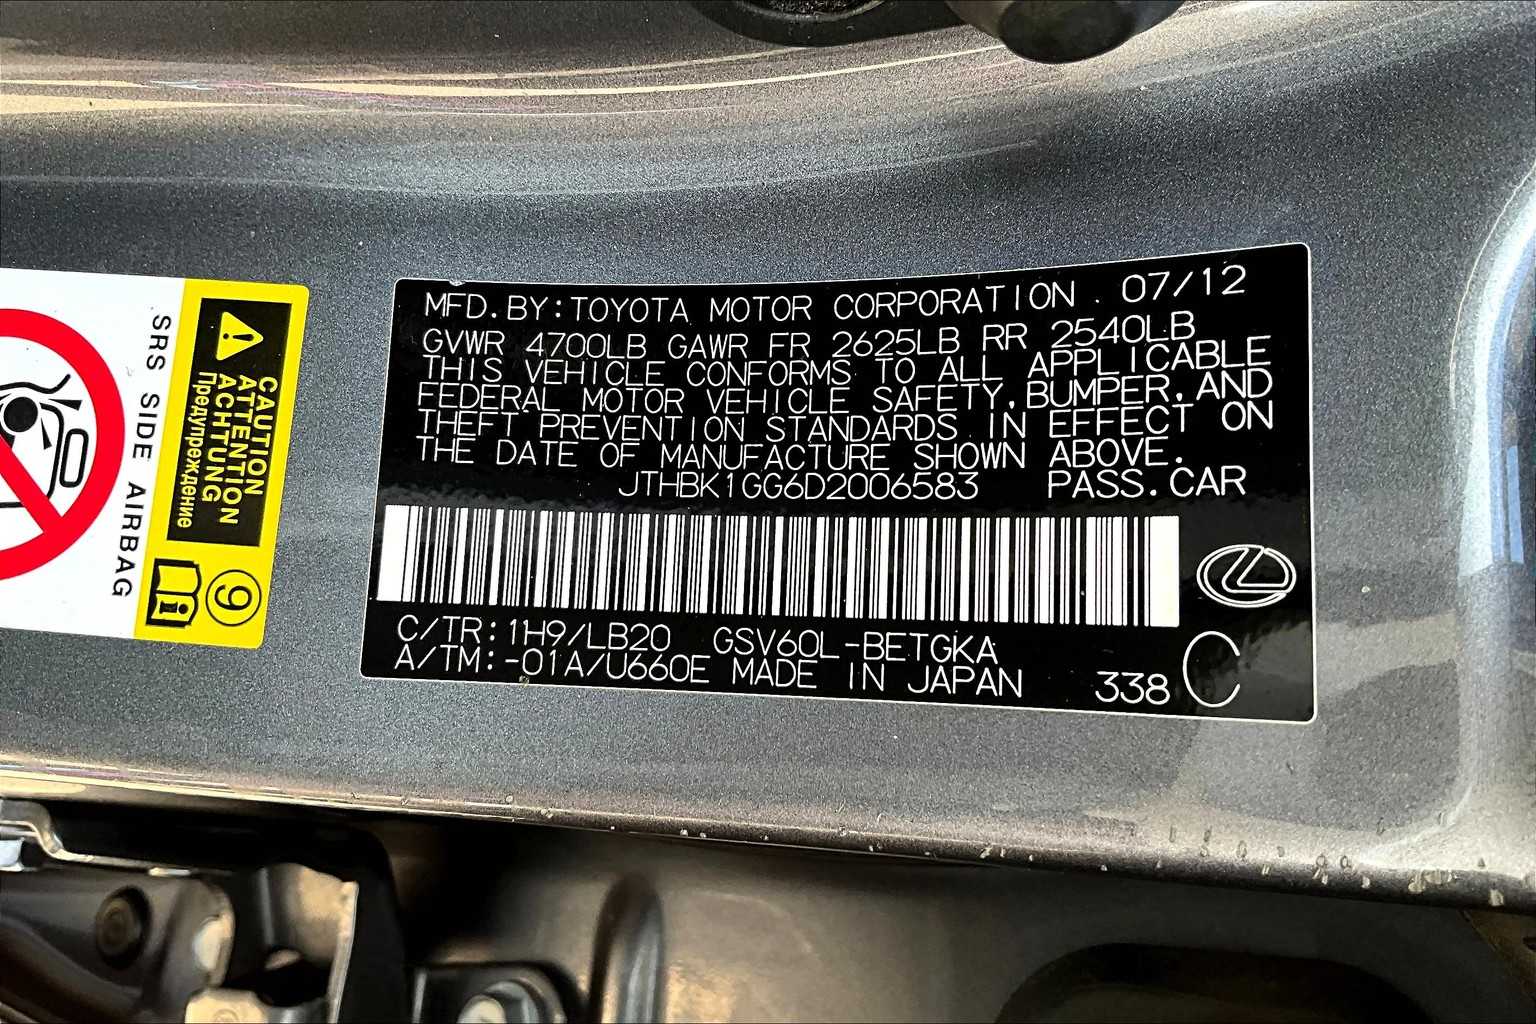 MFD. BY: TOYOTA MOTOR CORPORATION 07/12
GVWR 4700LB GAWR FR 2625LB RR 2540LB
THIS VEHICLE CONFORMS TO ALL APPLICABLE
FEDERAL MOTOR VEHICLE SAFETY, BUMPER, AND
THEFT PREVENTION STANDARDS IN EFFECT ON
THE DATE OF MANUFACTURE SHOWN ABOVE.
JTHBK1GG6D2006583 PASS. CAR
C/TR: 1H9/LB20 GSV60L-BETGKA
A/TM: -01A/U660E MADE IN JAPAN 338 C
CAUTION
ATTENTION
ACHTUNG
Предупреждение
SRS SIDE AIRBAG
9